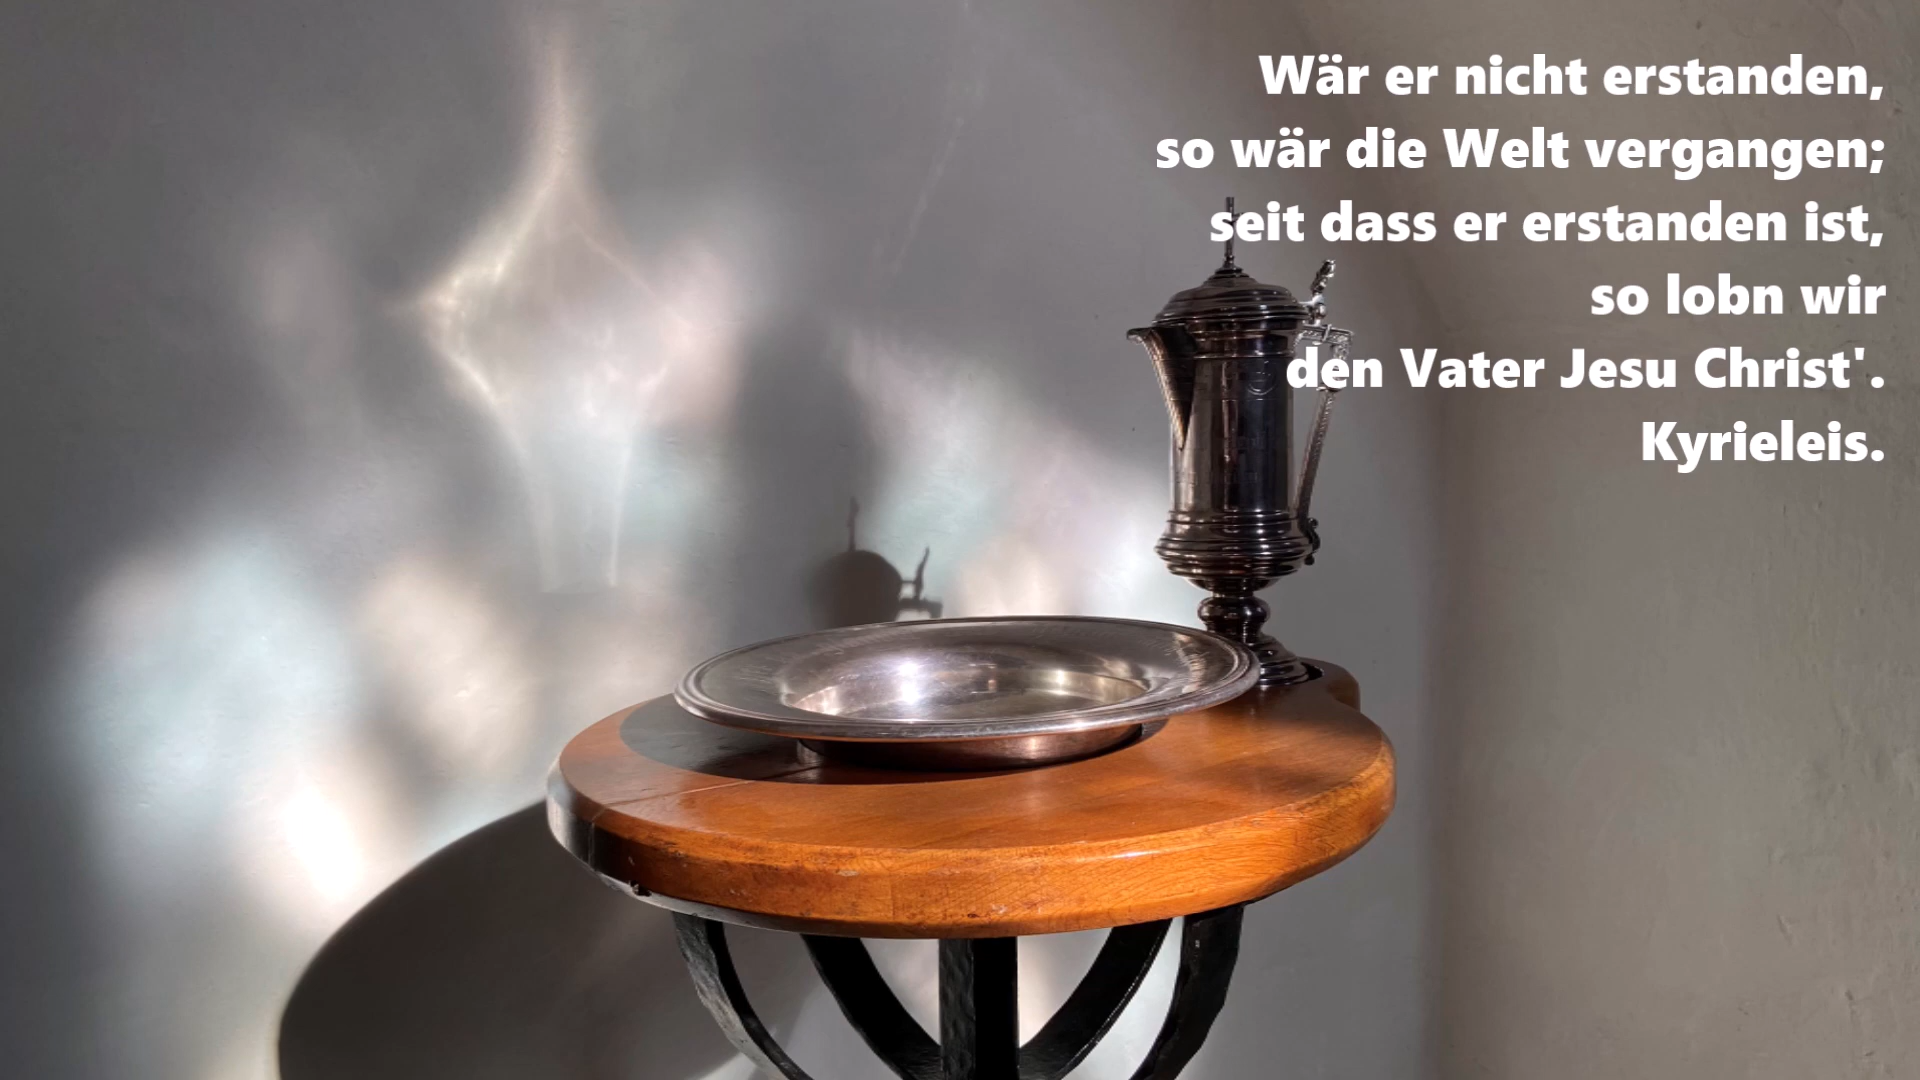 Wär er nicht erstanden,
so wär die Welt vergangen;
seit dass er erstanden ist,
so lobn wir
den Vater Jesu Christ'.
Kyrieleis.